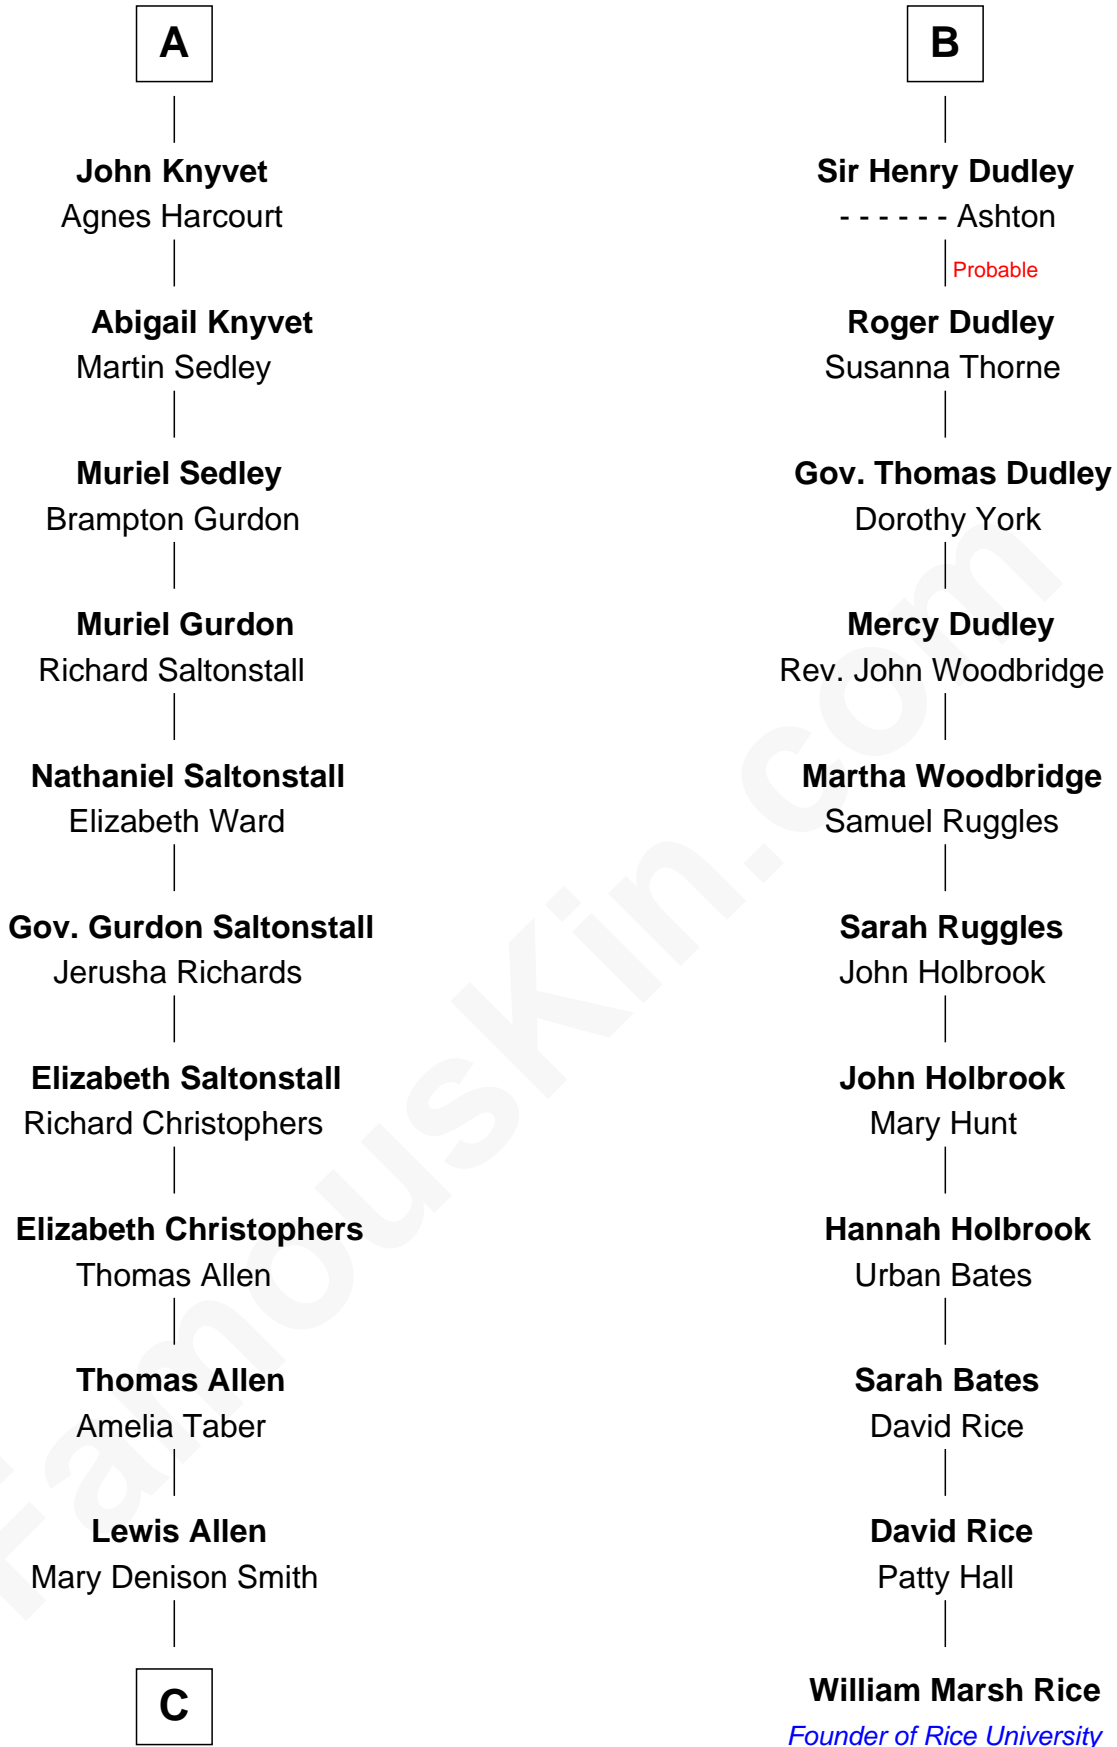 A
John Knyvet
Agnes Harcourt
Abigail Knyvet
Martin Sedley
Muriel Sedley
Brampton Gurdon
Muriel Gurdon
Richard Saltonstall
Nathaniel Saltonstall
Elizabeth Ward
Gov. Gurdon Saltonstall
Jerusha Richards
Elizabeth Saltonstall
Richard Christophers
Elizabeth Christophers
Thomas Allen
Thomas Allen
Amelia Taber
Lewis Allen
Mary Denison Smith
C
B
Sir Henry Dudley
- - - - - - Ashton
Probable
Roger Dudley
Susanna Thorne
Gov. Thomas Dudley
Dorothy York
Mercy Dudley
Rev. John Woodbridge
Martha Woodbridge
Samuel Ruggles
Sarah Ruggles
John Holbrook
John Holbrook
Mary Hunt
Hannah Holbrook
Urban Bates
Sarah Bates
David Rice
David Rice
Patty Hall
William Marsh Rice
Founder of Rice University
FamousKin.com